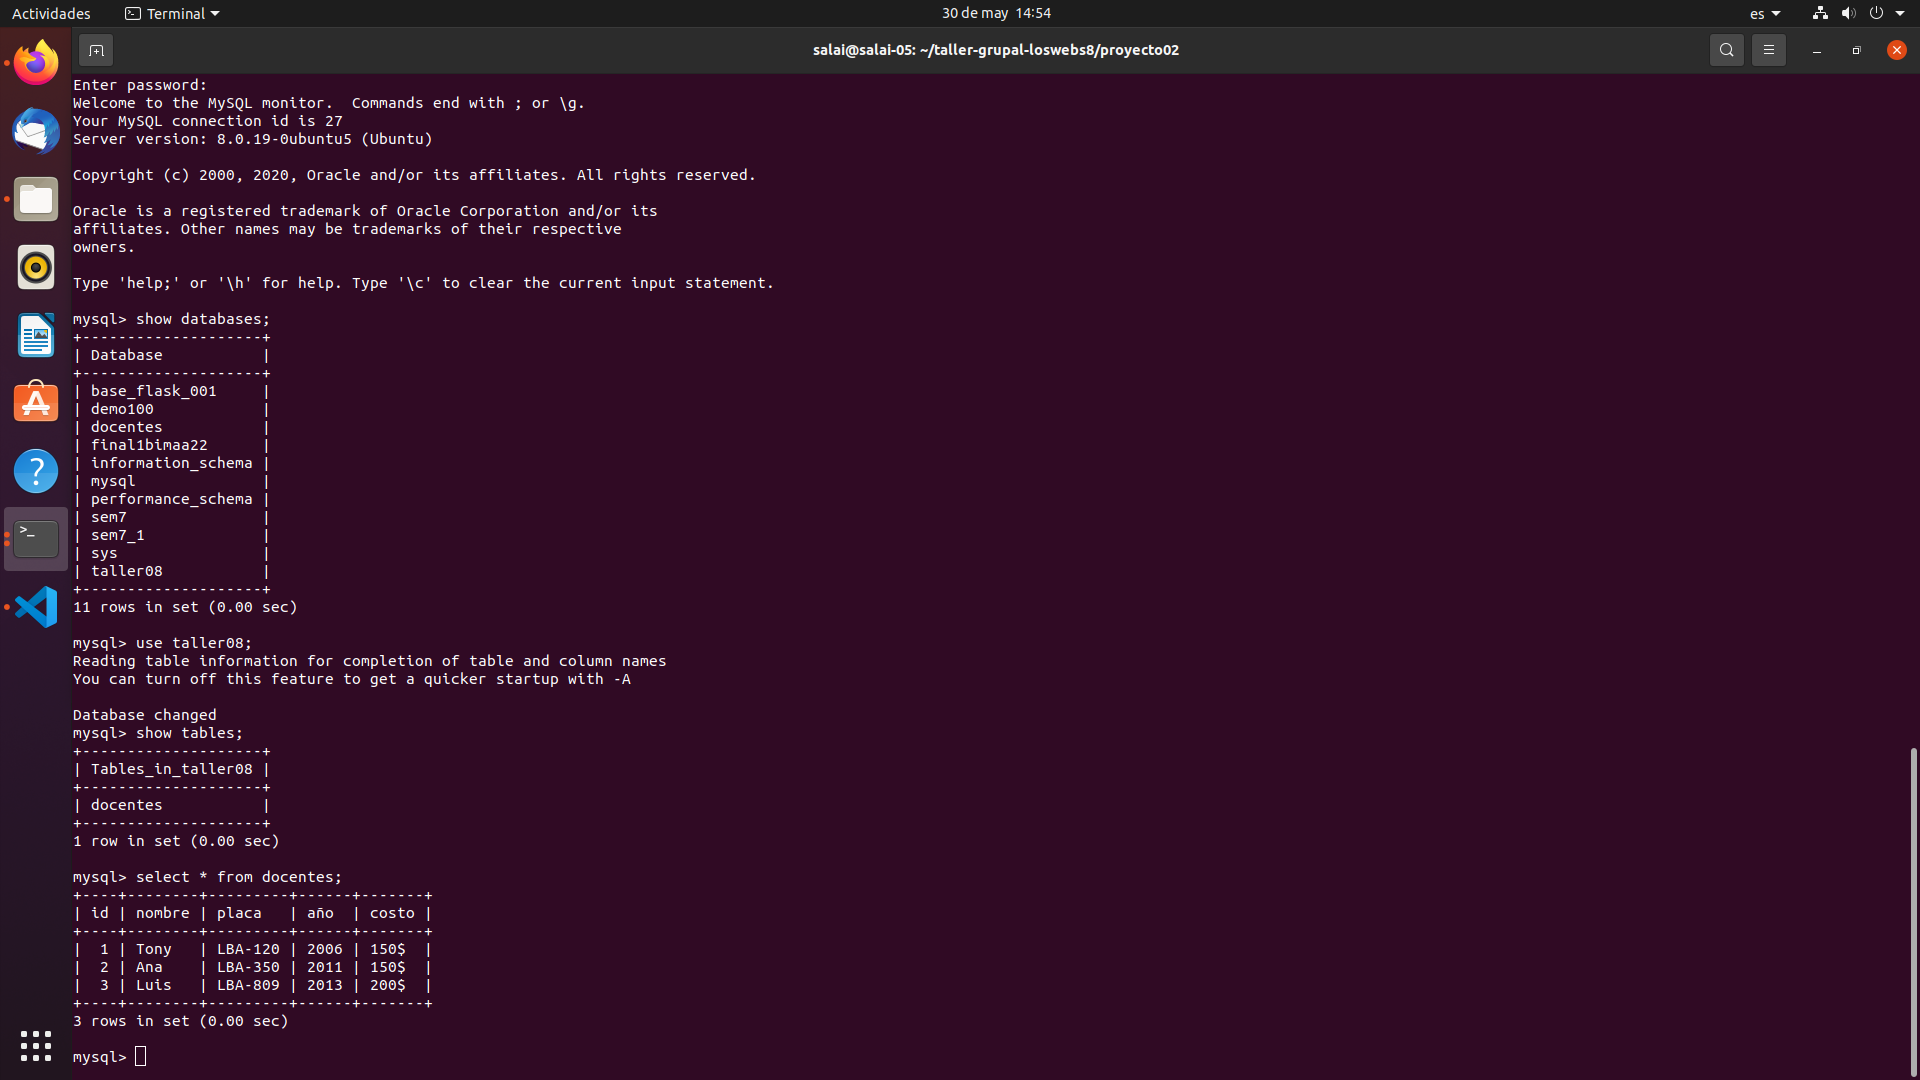 Actividades
Terminal
30 de may 14:54
es
salai@salai-05: ~/taller-grupal-loswebs8/proyecto02
Enter password:
Welcome to the MySQL monitor.  Commands end with ; or \g.
Your MySQL connection id is 27
Server version: 8.0.19-0ubuntu5 (Ubuntu)
Copyright (c) 2000, 2020, Oracle and/or its affiliates. All rights reserved.
Oracle is a registered trademark of Oracle Corporation and/or its
affiliates. Other names may be trademarks of their respective
owners.
Type 'help;' or '\h' for help. Type '\c' to clear the current input statement.
mysql> show databases;
+--------------------+
| Database           |
+--------------------+
| base_flask_001     |
| demo100            |
| docentes           |
| final1bimaa22      |
| information_schema |
| mysql              |
| performance_schema |
| sem7               |
| sem7_1             |
| sys                |
| taller08           |
+--------------------+
11 rows in set (0.00 sec)
mysql> use taller08;
Reading table information for completion of table and column names
You can turn off this feature to get a quicker startup with -A
Database changed
mysql> show tables;
+--------------------+
| Tables_in_taller08 |
+--------------------+
| docentes           |
+--------------------+
1 row in set (0.00 sec)
mysql> select * from docentes;
+----+--------+---------+------+-------+
| id | nombre | placa   | año  | costo |
+----+--------+---------+------+-------+
|  1 | Tony   | LBA-120 | 2006 | 150$  |
|  2 | Ana    | LBA-350 | 2011 | 150$  |
|  3 | Luis   | LBA-809 | 2013 | 200$  |
+----+--------+---------+------+-------+
3 rows in set (0.00 sec)
mysql>